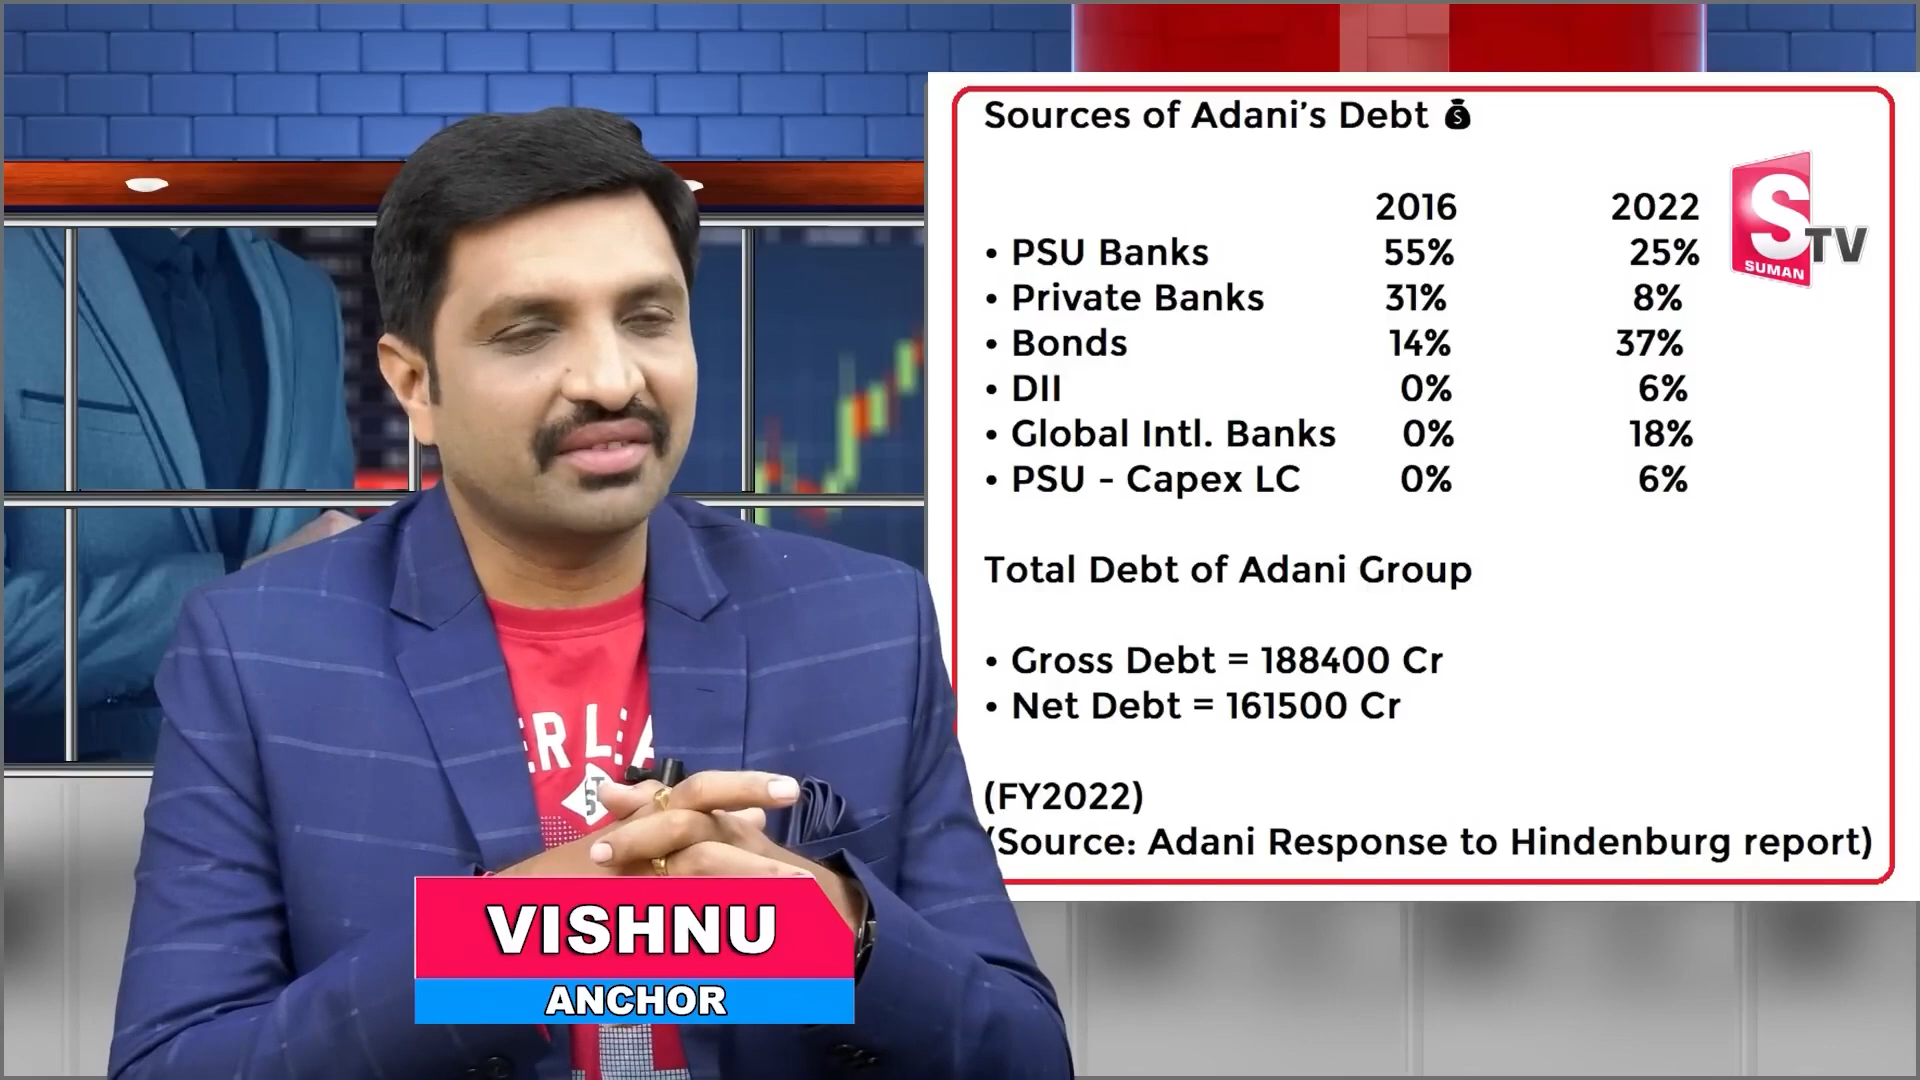 Sources of Adani's Debt
2016 2022
• PSU Banks 55% 25%
• Private Banks 31% 8%
• Bonds 14% 37%
• DII 0% 6%
• Global Intl. Banks 0% 18%
• PSU - Capex LC 0% 6%
Total Debt of Adani Group
• Gross Debt = 188400 Cr
• Net Debt = 161500 Cr
(FY2022)
(Source: Adani Response to Hindenburg report)
S TV
SUMAN
VISHNU
ANCHOR